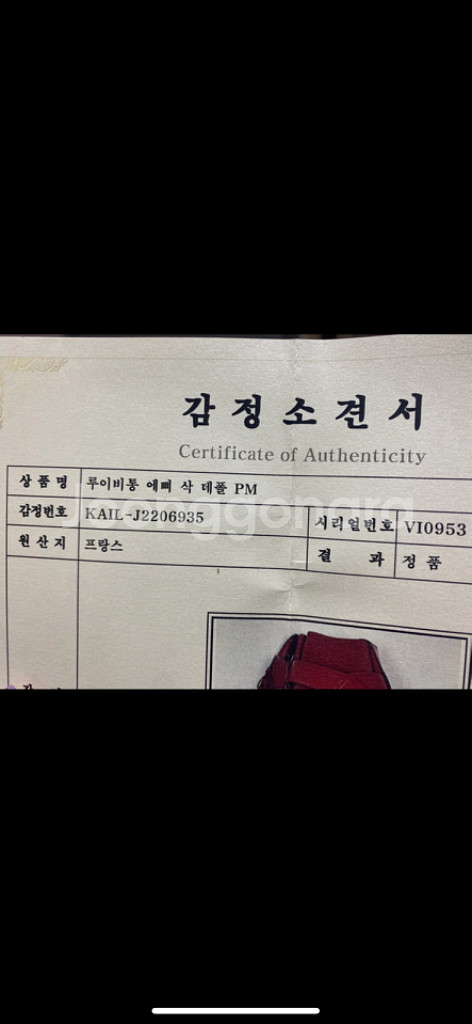 감정소견서
Certificate of Authenticity
상품명 루이비통 에삐 삭 데폴 PM
감정번호 KAIL-J2206935 시리얼번호 VI0953
원산지 프랑스 결과 정품
Joonggonara